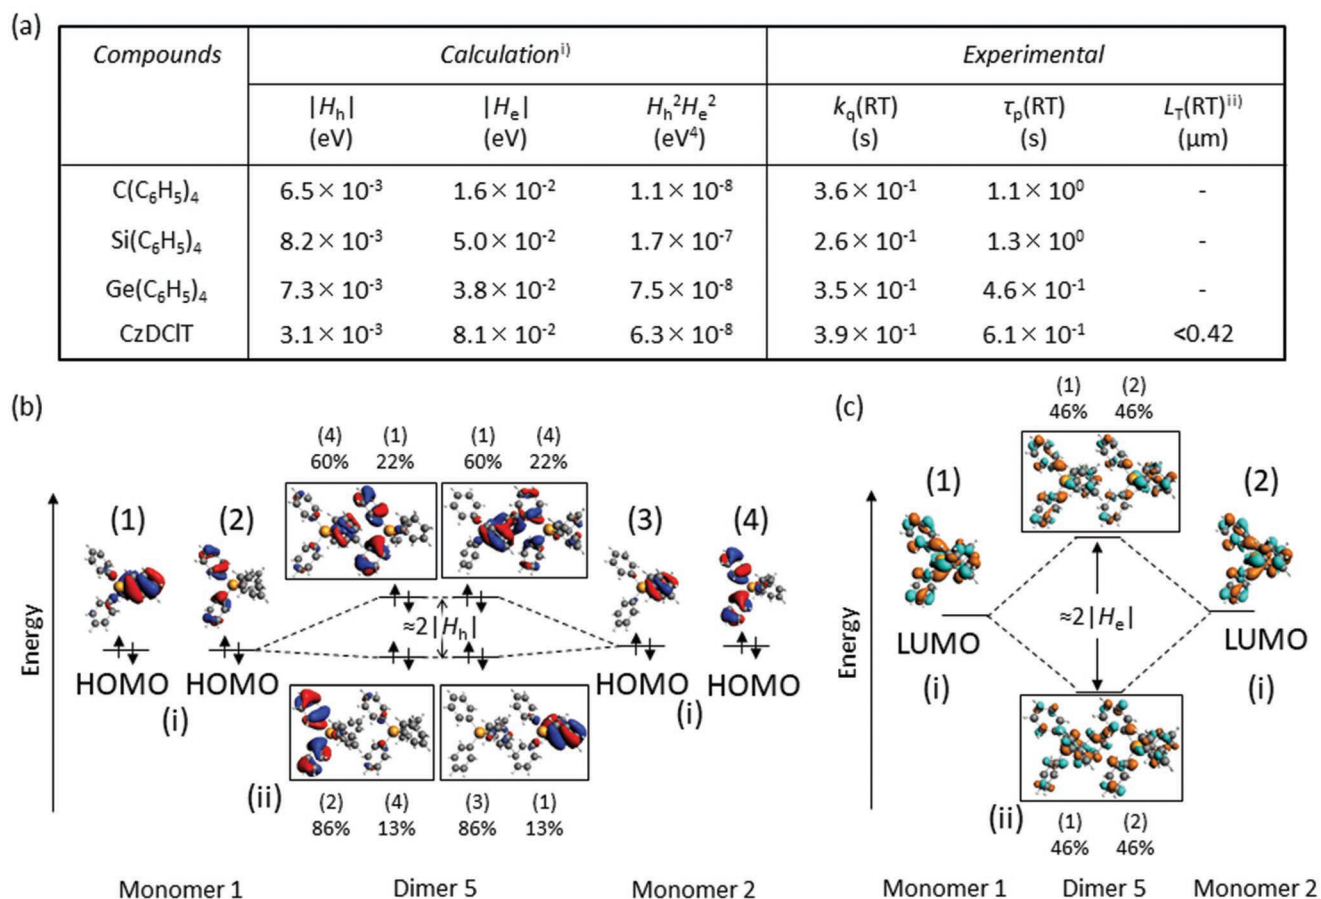 (a)
Compounds Calculationⁱ⁾ Experimental
|Hₕ| |Hₑ| Hₕ²Hₑ² k_q(RT) τₚ(RT) L_T(RT)ⁱⁱ⁾
(eV) (eV) (eV⁴) (s) (s) (μm)
C(C₆H₅)₄ 6.5 × 10⁻³ 1.6 × 10⁻² 1.1 × 10⁻⁸ 3.6 × 10⁻¹ 1.1 × 10⁰ -
Si(C₆H₅)₄ 8.2 × 10⁻³ 5.0 × 10⁻² 1.7 × 10⁻⁷ 2.6 × 10⁻¹ 1.3 × 10⁰ -
Ge(C₆H₅)₄ 7.3 × 10⁻³ 3.8 × 10⁻² 7.5 × 10⁻⁸ 3.5 × 10⁻¹ 4.6 × 10⁻¹ -
CzDClT 3.1 × 10⁻³ 8.1 × 10⁻² 6.3 × 10⁻⁸ 3.9 × 10⁻¹ 6.1 × 10⁻¹ <0.42
(b)
(4) (1) (1) (4)
60% 22% 60% 22%
(1) (2) (3) (4)
Energy
≈2|Hₕ|
HOMO HOMO HOMO HOMO
(i) (i)
(ii)
(2) (4) (3) (1)
86% 13% 86% 13%
Monomer 1 Dimer 5 Monomer 2
(c)
(1) (2)
46% 46%
(1) (2)
Energy
≈2|Hₑ|
LUMO LUMO
(i) (i)
(ii)
(1) (2)
46% 46%
Monomer 1 Dimer 5 Monomer 2